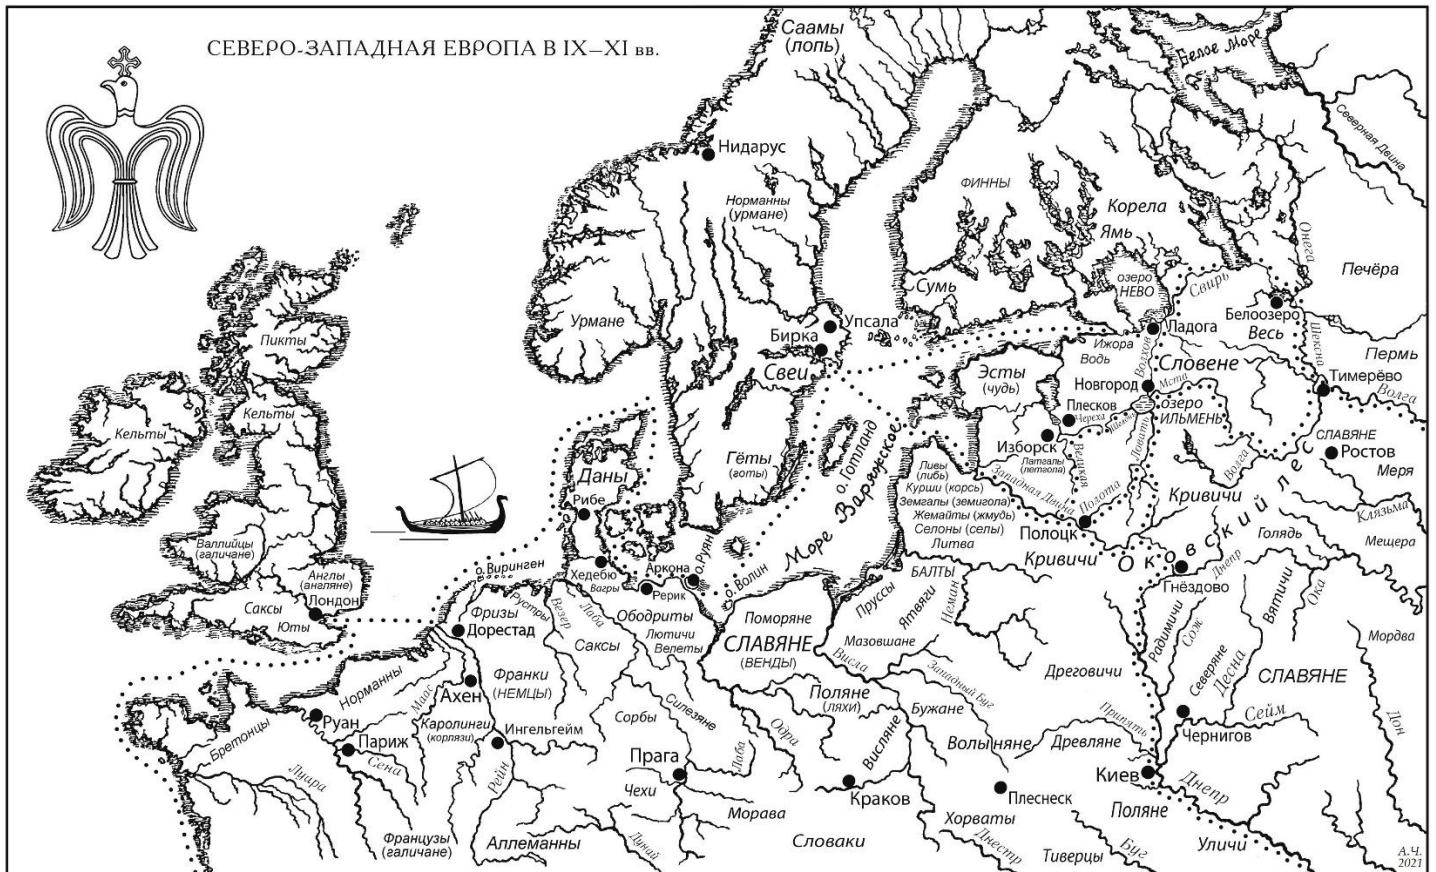 СЕВЕРО-ЗАПАДНАЯ ЕВРОПА В IX–XI вв.
Саамы
(лопь)
Белое Море
Северная Двина
Нидарус
ФИННЫ
Норманны
(урмане)
Корела
Ямь
Онега
Печёра
озеро
НЕВО
Свирь
Сумь
Белоозеро
Весь
Урмане
Упсала
Бирка
Свеи
Ладога
Ижора
Водь
Волхов
Словене
Шексна
Пермь
Пикты
Эсты
(чудь)
Новгород
Мста
Тимерёво
Волга
Кельты
Кельты
Плесков
Череха
озеро
ИЛЬМЕНЬ
Изборск
Великая
Ловать
СЛАВЯНЕ
Ростов
Меря
Гёты
(готы)
о.Готланд
Море Варяжское
Латгалы
(летгола)
Волга
Даны
Рибе
Ливы
(либь)
Курши (корсь)
Земгалы (земигола)
Жемайты (жмудь)
Селоны (селы)
Литва
Западная Двина
Полота
Полоцк
Кривичи
Кривичи
Оковский лес
Клязьма
Голядь
Мещера
Валлийцы
(галичане)
Англы
(англяне)
Лондон
Саксы
Юты
о.Виринген
Хедебю
Вагры
Аркона
о.Руян
Рерик
о.Волин
БАЛТЫ
Пруссы
Ятвяги
Неман
Гнёздово
Днепр
Вятичи
Ока
Фризы
Рустры
Везер
Лаба
Ободриты
Дорестад
Саксы
Лютичи
Велеты
Поморяне
СЛАВЯНЕ
(ВЕНДЫ)
Мазовшане
Висла
Радимичи
Сож
Мордва
Норманны
Франки
(НЕМЦЫ)
Дреговичи
Северяне
Десна
СЛАВЯНЕ
Ахен
Маас
Западный Буг
Руан
Каролинги
(корлязи)
Ингельгейм
Сорбы
Силезяне
Поляне
(ляхи)
Бужане
Припять
Сейм
Дон
Бретонцы
Париж
Сена
Одра
Висляне
Волыняне
Древляне
Чернигов
Луара
Рейн
Прага
Лаба
Чехи
Краков
Плеснеск
Киев
Днепр
Поляне
Морава
Хорваты
Французы
(галичане)
Аллеманны
Дунай
Словаки
Днестр
Тиверцы
Буг
Уличи
А.Ч.
2021